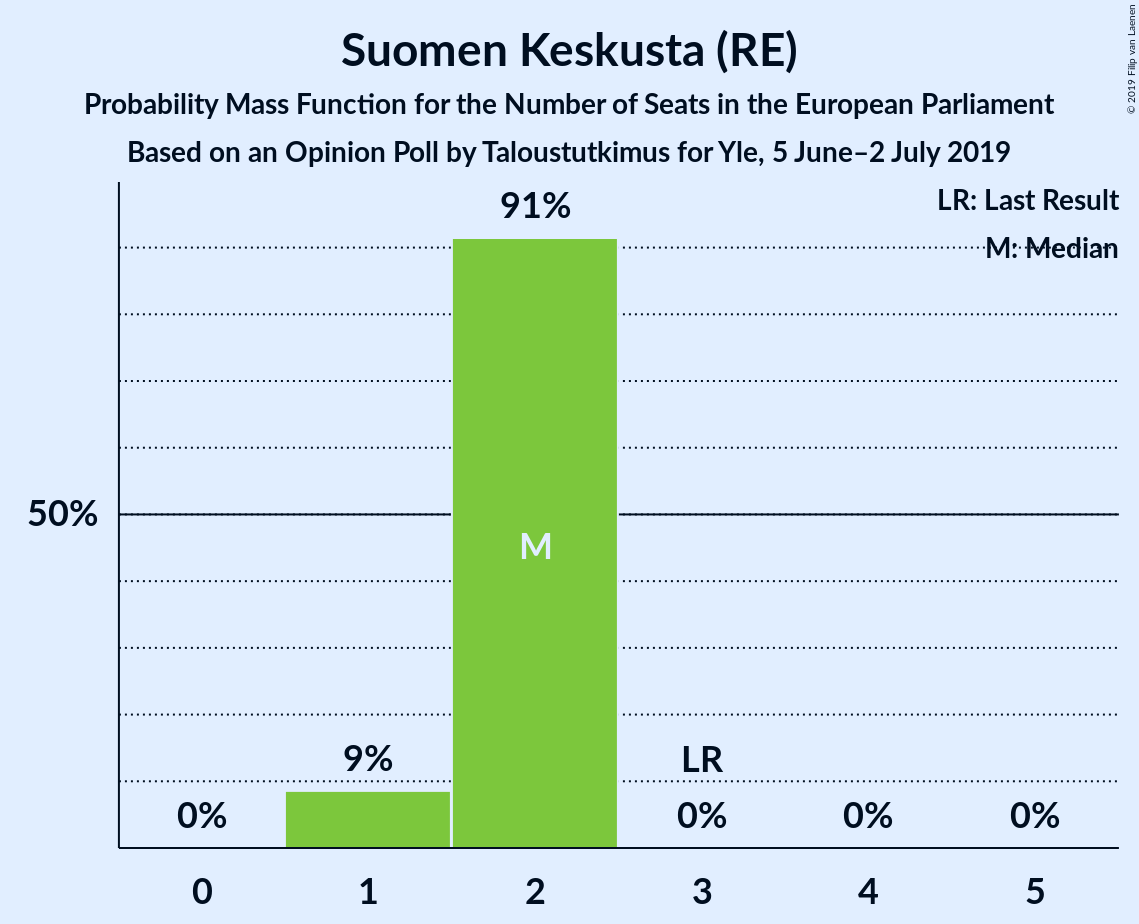 Suomen Keskusta (RE)
Probability Mass Function for the Number of Seats in the European Parliament
Based on an Opinion Poll by Taloustutkimus for Yle, 5 June–2 July 2019
© 2019 Filip van Laenen
LR: Last Result
M: Median
91%
50%
M
9%
LR
0%
0%
0%
0%
0
1
2
3
4
5